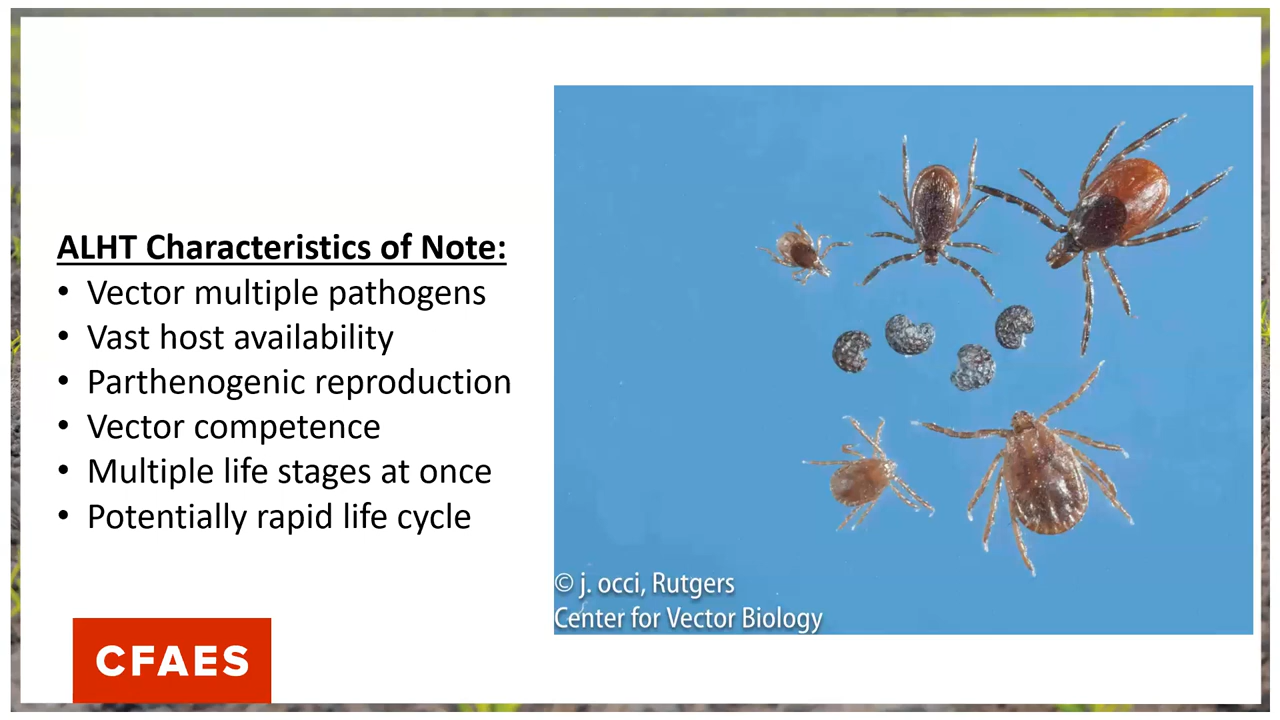 ALHT Characteristics of Note:
• Vector multiple pathogens
• Vast host availability
• Parthenogenic reproduction
• Vector competence
• Multiple life stages at once
• Potentially rapid life cycle
© j. occi, Rutgers
Center for Vector Biology
CFAES